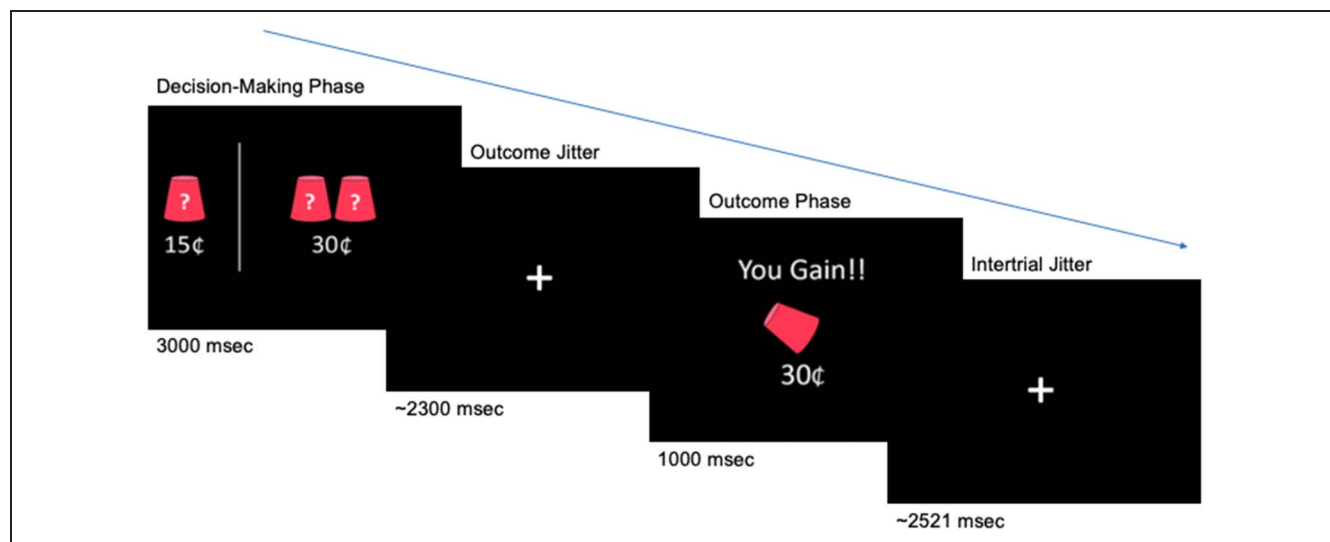 Decision-Making Phase
? ? ?
15¢ 30¢
3000 msec
Outcome Jitter
+
~2300 msec
Outcome Phase
You Gain!!
30¢
1000 msec
Intertrial Jitter
+
~2521 msec